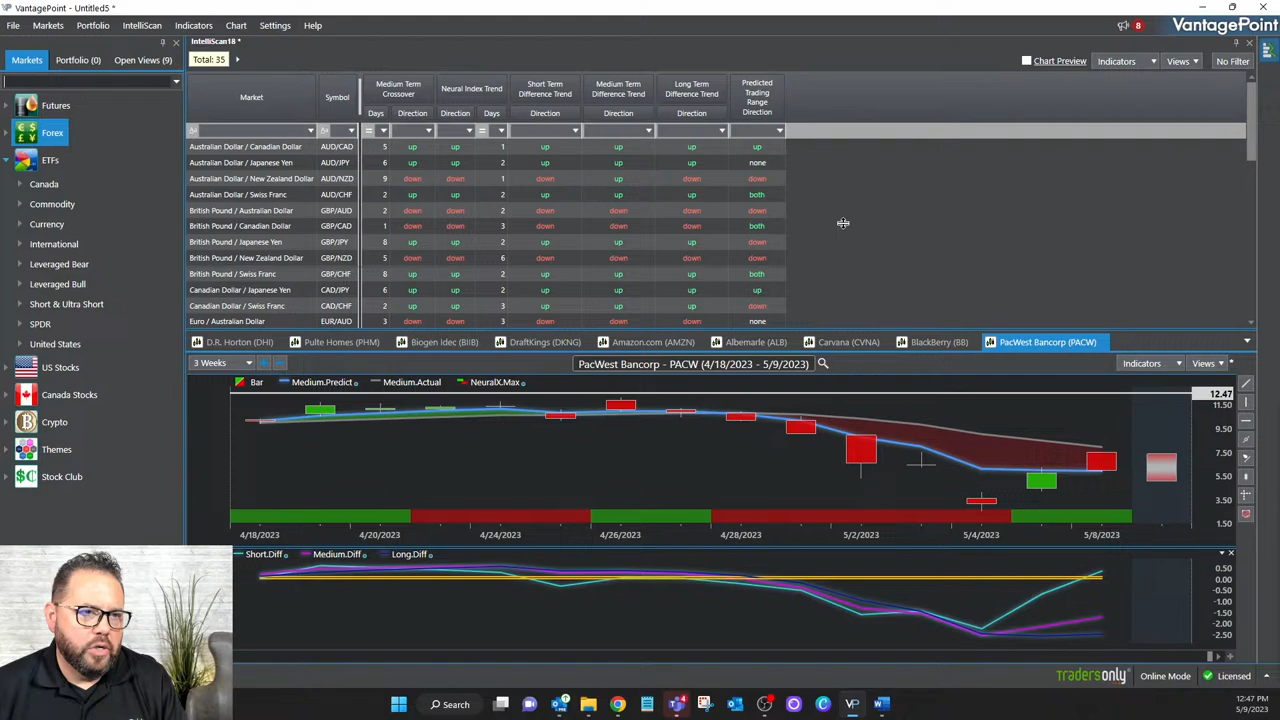 VantagePoint - Untitled5 *
File Markets Portfolio IntelliScan Indicators Chart Settings Help
8 VantagePoint
IntelliScan18 *
Markets Portfolio (0) Open Views (9)
Total: 35
Chart Preview Indicators Views No Filter
Market Symbol Medium Term Crossover Neural Index Trend Short Term Difference Trend Medium Term Difference Trend Long Term Difference Trend Predicted Trading Range Direction
Days Direction Direction Days Direction Direction Direction
Australian Dollar / Canadian Dollar AUD/CAD 5 up up 1 up up up up
Australian Dollar / Japanese Yen AUD/JPY 6 up up 2 up up up none
Australian Dollar / New Zealand Dollar AUD/NZD 9 down down 1 down up down down
Australian Dollar / Swiss Franc AUD/CHF 2 up up 2 up up up both
British Pound / Australian Dollar GBP/AUD 2 down down 2 down down down down
British Pound / Canadian Dollar GBP/CAD 1 down down 3 down down down both
British Pound / Japanese Yen GBP/JPY 8 up up 2 up up up down
British Pound / New Zealand Dollar GBP/NZD 5 down down 6 down down down down
British Pound / Swiss Franc GBP/CHF 8 up up 2 up up up both
Canadian Dollar / Japanese Yen CAD/JPY 6 up up 2 up up up up
Canadian Dollar / Swiss Franc CAD/CHF 2 up up 3 up up up down
Euro / Australian Dollar EUR/AUD 3 down down 3 down down down none
Futures
Forex
ETFs
Canada
Commodity
Currency
International
Leveraged Bear
Leveraged Bull
Short & Ultra Short
SPDR
United States
US Stocks
Canada Stocks
Crypto
Themes
Stock Club
D.R. Horton (DHI) Pulte Homes (PHM) Biogen Idec (BIIB) DraftKings (DKNG) Amazon.com (AMZN) Albemarle (ALB) Carvana (CVNA) BlackBerry (BB) PacWest Bancorp (PACW)
3 Weeks PacWest Bancorp - PACW (4/18/2023 - 5/9/2023) Indicators Views
Bar Medium.Predict Medium.Actual NeuralX.Max
12.47
11.50
9.50
7.50
5.50
3.50
1.50
4/18/2023 4/20/2023 4/24/2023 4/26/2023 4/28/2023 5/2/2023 5/4/2023 5/8/2023
Short.Diff Medium.Diff Long.Diff
0.50
0.00
-0.50
-1.00
-1.50
-2.00
-2.50
tradersonly Online Mode Licensed
Search 4 VP
12:47 PM
5/9/2023